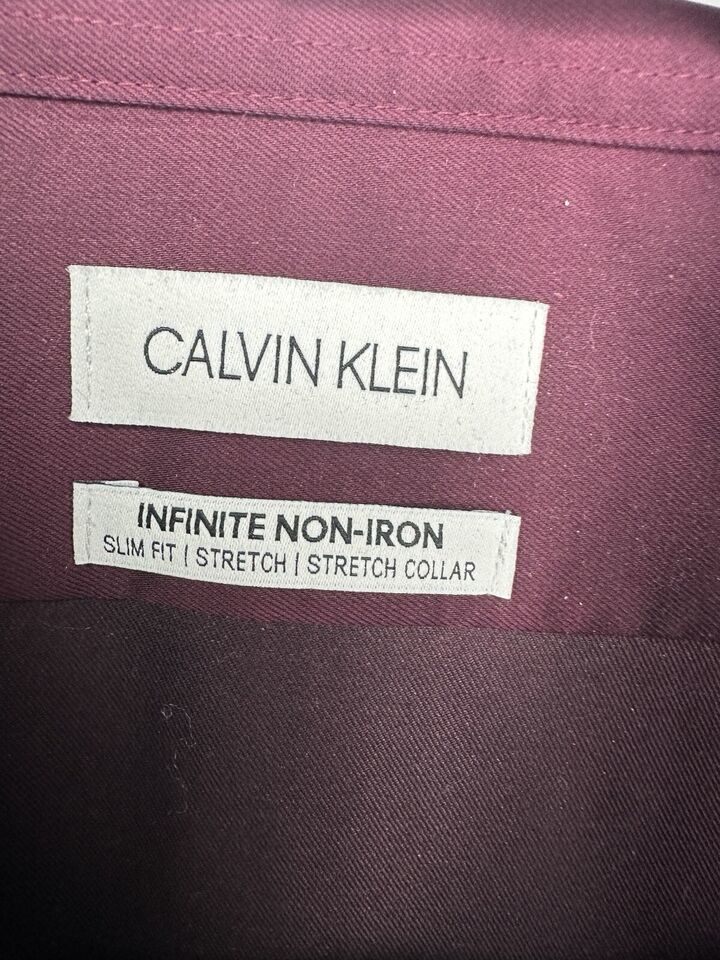 CALVIN KLEIN
INFINITE NON-IRON
SLIM FIT | STRETCH | STRETCH COLLAR